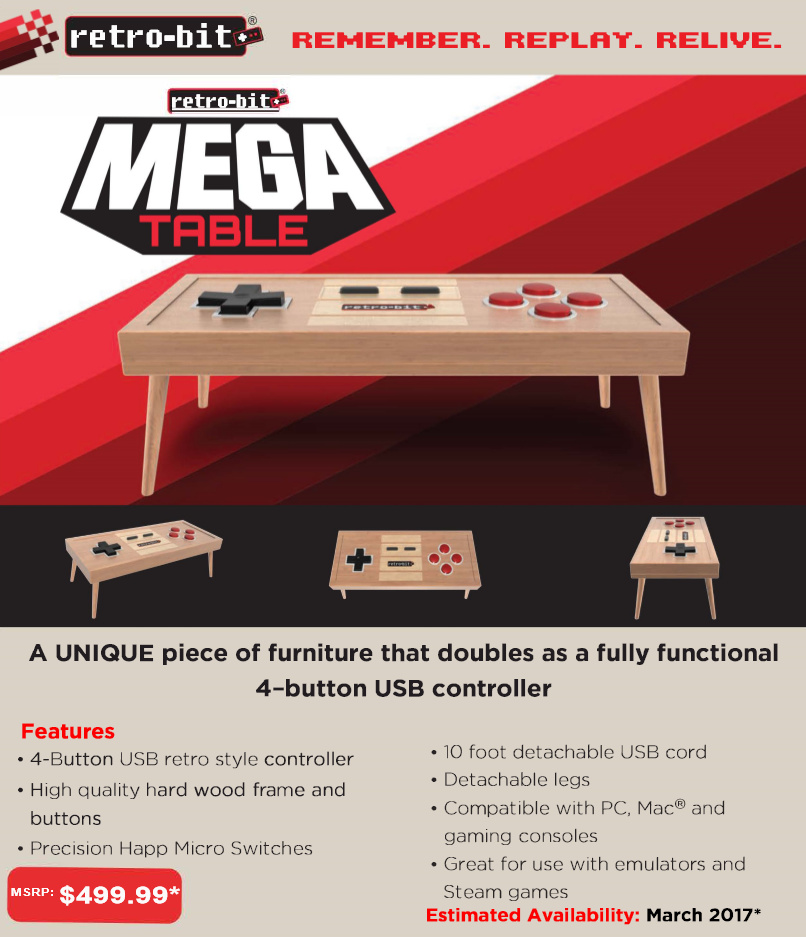 retro-bit®
REMEMBER. REPLAY. RELIVE.
retro-bit®
MEGA
TABLE
retro-bit
retro-bit
A UNIQUE piece of furniture that doubles as a fully functional
4-button USB controller
Features
• 4-Button USB retro style controller
• High quality hard wood frame and
buttons
• Precision Happ Micro Switches
MSRP: $499.99*
• 10 foot detachable USB cord
• Detachable legs
• Compatible with PC, Mac® and
gaming consoles
• Great for use with emulators and
Steam games
Estimated Availability: March 2017*